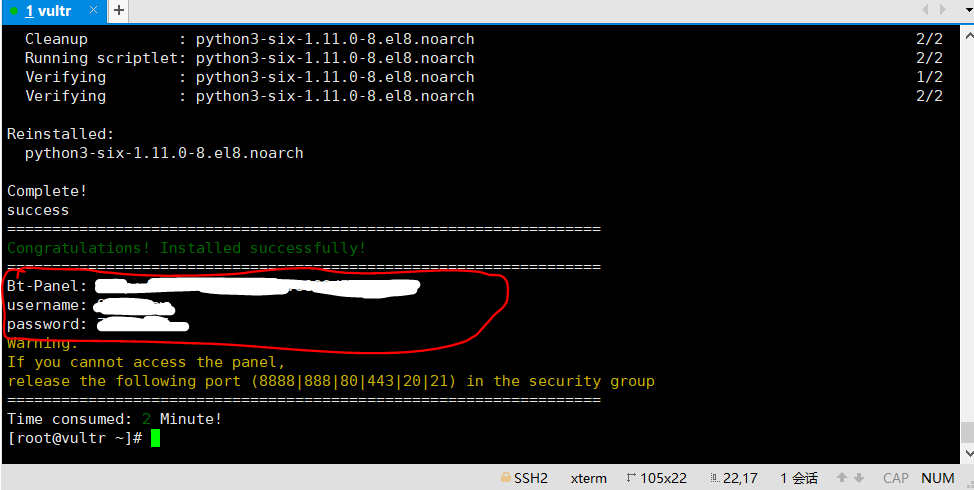 1 vultr
Cleanup : python3-six-1.11.0-8.el8.noarch 2/2
Running scriptlet: python3-six-1.11.0-8.el8.noarch 2/2
Verifying : python3-six-1.11.0-8.el8.noarch 1/2
Verifying : python3-six-1.11.0-8.el8.noarch 2/2
Reinstalled:
python3-six-1.11.0-8.el8.noarch
Complete!
success
==================================================================
Congratulations! Installed successfully!
==================================================================
Bt-Panel:
username:
password:
Warning:
If you cannot access the panel,
release the following port (8888|888|80|443|20|21) in the security group
==================================================================
Time consumed: 2 Minute!
[root@vultr ~]#
SSH2 xterm 105x22 22,17 1 会话 CAP NUM